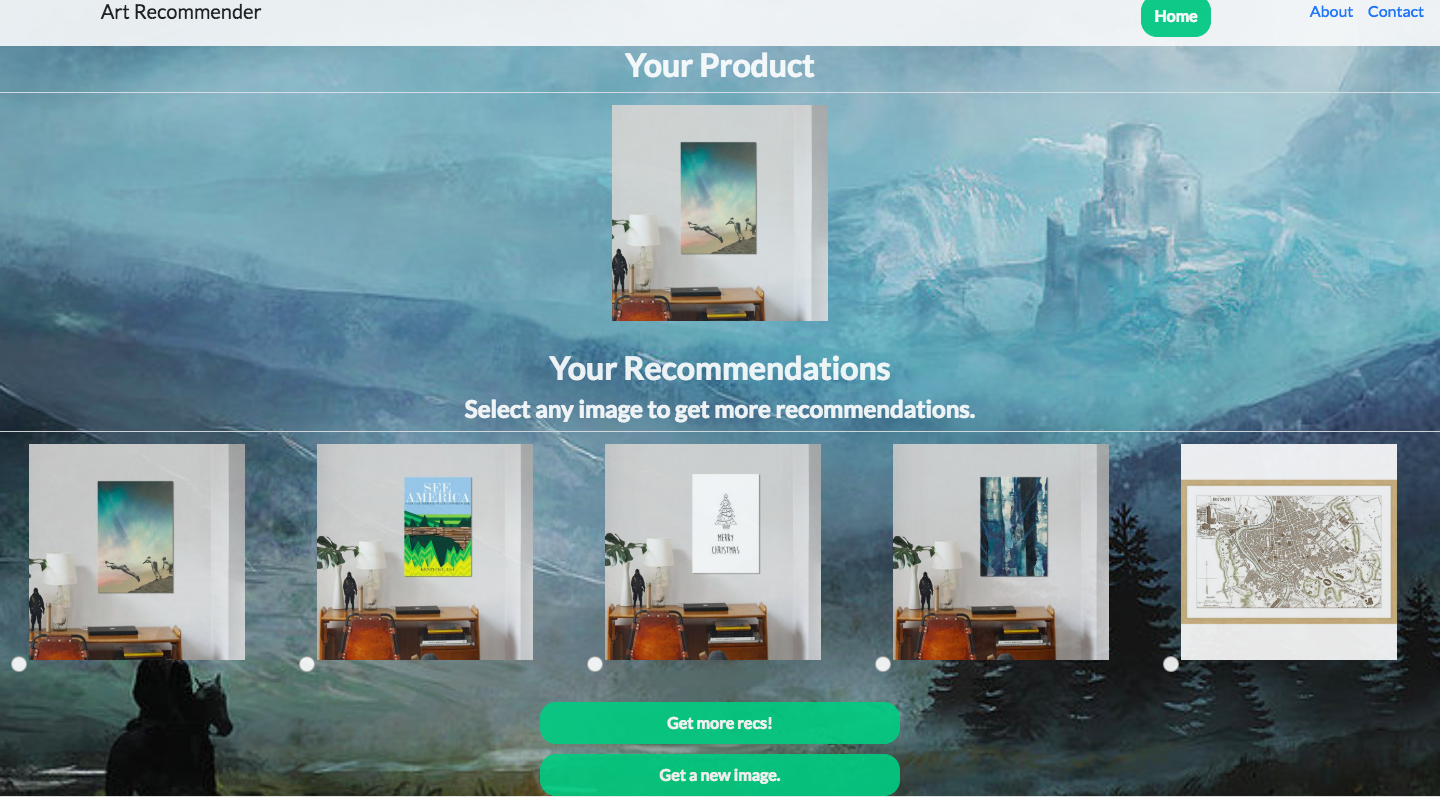 Art Recommender
Home
About
Contact
Your Product
Your Recommendations
Select any image to get more recommendations.
SEE
AMERICA
MERRY
CHRISTMAS
Get more recs!
Get a new image.